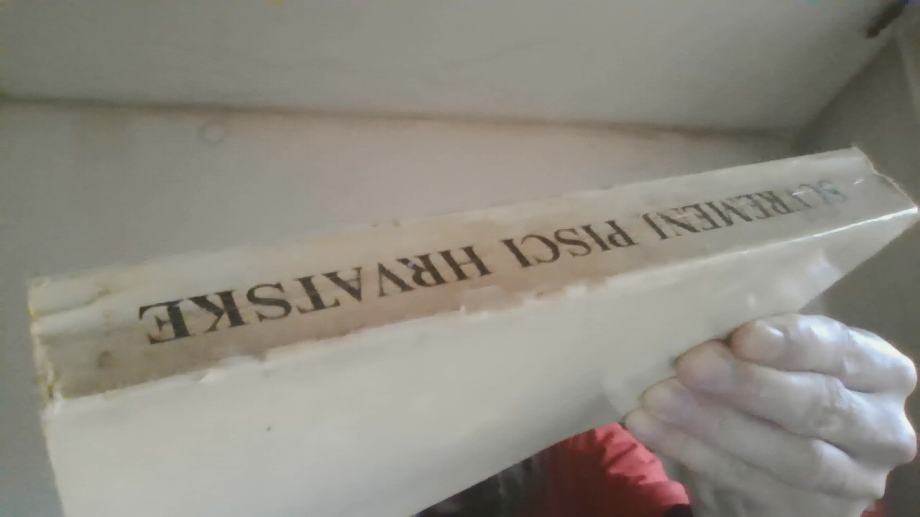 SUVREMENI PISCI HRVATSKE